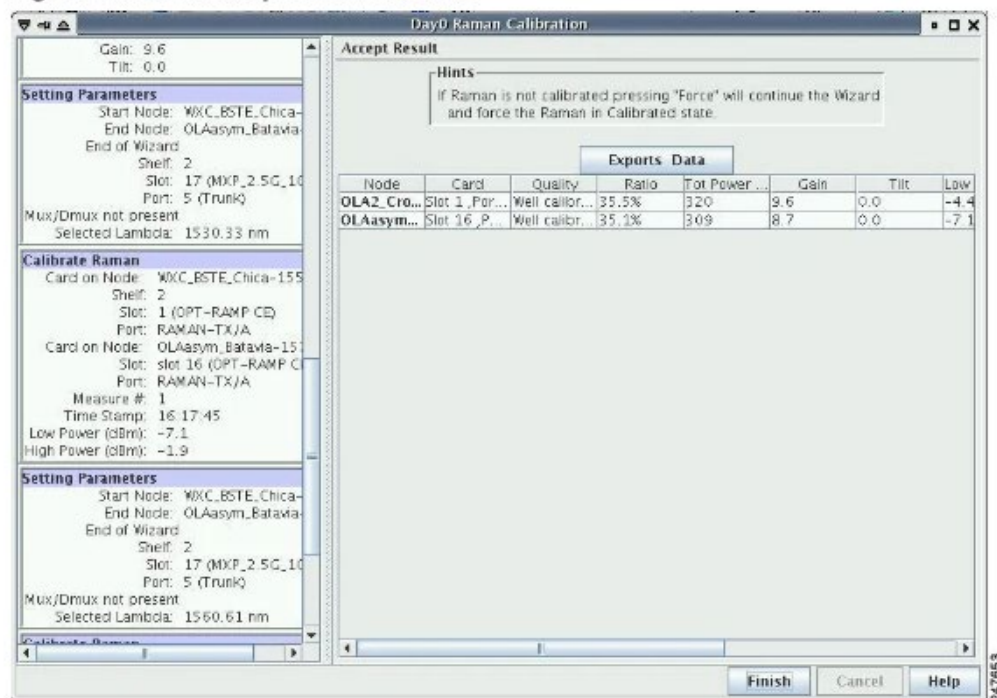 Day0 Raman Calibration
Gain: 9.6
Tilt: 0.0
Setting Parameters
Start Node: WXC_BSTE_Chica-
End Node: OLAasym_Batavia-
End of Wizard
Shelf: 2
Slot: 17 (MXP_2.5G_10
Port: 5 (Trunk)
Mux/Dmux not present
Selected Lambda: 1530.33 nm
Calibrate Raman
Card on Node: WXC_BSTE_Chica-155
Shelf: 2
Slot: 1 (OPT-RAMP CE)
Port: RAMAN-TX/A
Card on Node: OLAasym_Batavia-15
Slot: slot 16 (OPT-RAMP C
Port: RAMAN-TX/A
Measure #: 1
Time Stamp: 16:17:45
Low Power (dBm): -7.1
High Power (dBm): -1.9
Setting Parameters
Start Node: WXC_BSTE_Chica-
End Node: OLAasym_Batavia-
End of Wizard
Shelf: 2
Slot: 17 (MXP_2.5G_10
Port: 5 (Trunk)
Mux/Dmux not present
Selected Lambda: 1560.61 nm
Calibrate Raman
Accept Result
Hints
If Raman is not calibrated pressing "Force" will continue the Wizard
and force the Raman in Calibrated state.
Exports Data
Node Card Quality Ratio Tot Power ... Gain Tilt Low
OLA2_Cro... Slot 1 ,Por... Well calibr... 35.5% 320 9.6 0.0 -4.4
OLAasym... Slot 16 ,P... Well calibr... 35.1% 309 8.7 0.0 -7.1
Finish Cancel Help